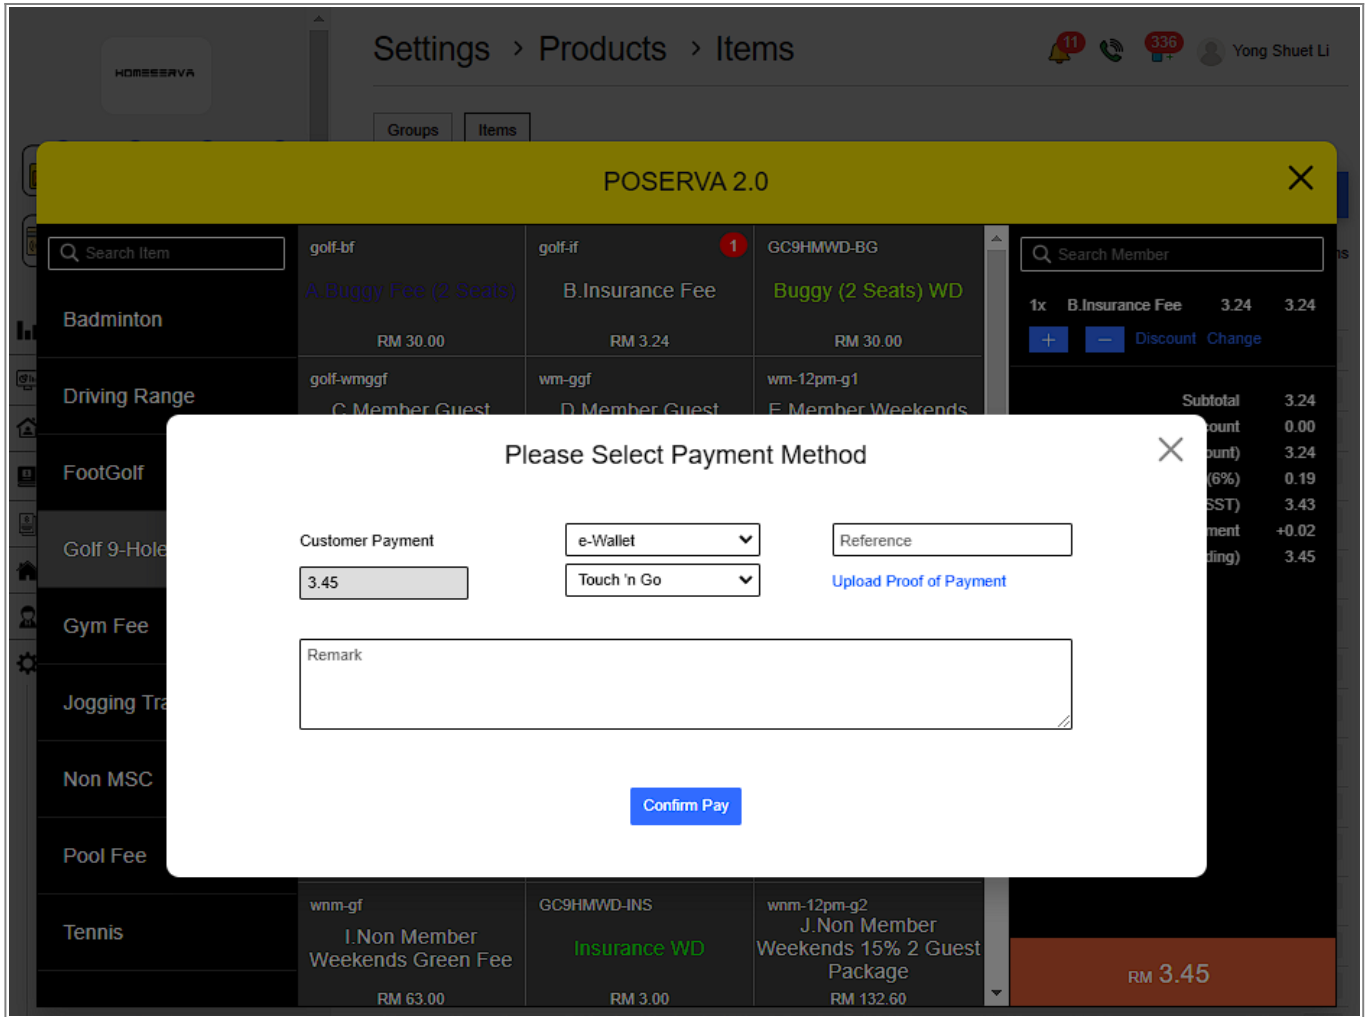 HOMESERVA
Settings > Products > Items
11
336
Yong Shuet Li
Groups
Items
POSERVA 2.0
Search Item
Badminton
Driving Range
FootGolf
Golf 9-Hole
Gym Fee
Jogging Tra
Non MSC
Pool Fee
Tennis
golf-bf
A.Buggy Fee (2 Seats)
RM 30.00
golf-if
1
B.Insurance Fee
RM 3.24
GC9HMWD-BG
Buggy (2 Seats) WD
RM 30.00
golf-wmggf
C.Member Guest
wm-ggf
D.Member Guest
wm-12pm-g1
E.Member Weekends
Search Member
1x B.Insurance Fee 3.24 3.24
+ − Discount Change
Subtotal 3.24
ount 0.00
ount) 3.24
(6%) 0.19
SST) 3.43
ment +0.02
ding) 3.45
Please Select Payment Method
Customer Payment
3.45
e-Wallet
Touch 'n Go
Reference
Upload Proof of Payment
Remark
Confirm Pay
wnm-gf
I.Non Member
Weekends Green Fee
RM 63.00
GC9HMWD-INS
Insurance WD
RM 3.00
wnm-12pm-g2
J.Non Member
Weekends 15% 2 Guest
Package
RM 132.60
RM 3.45